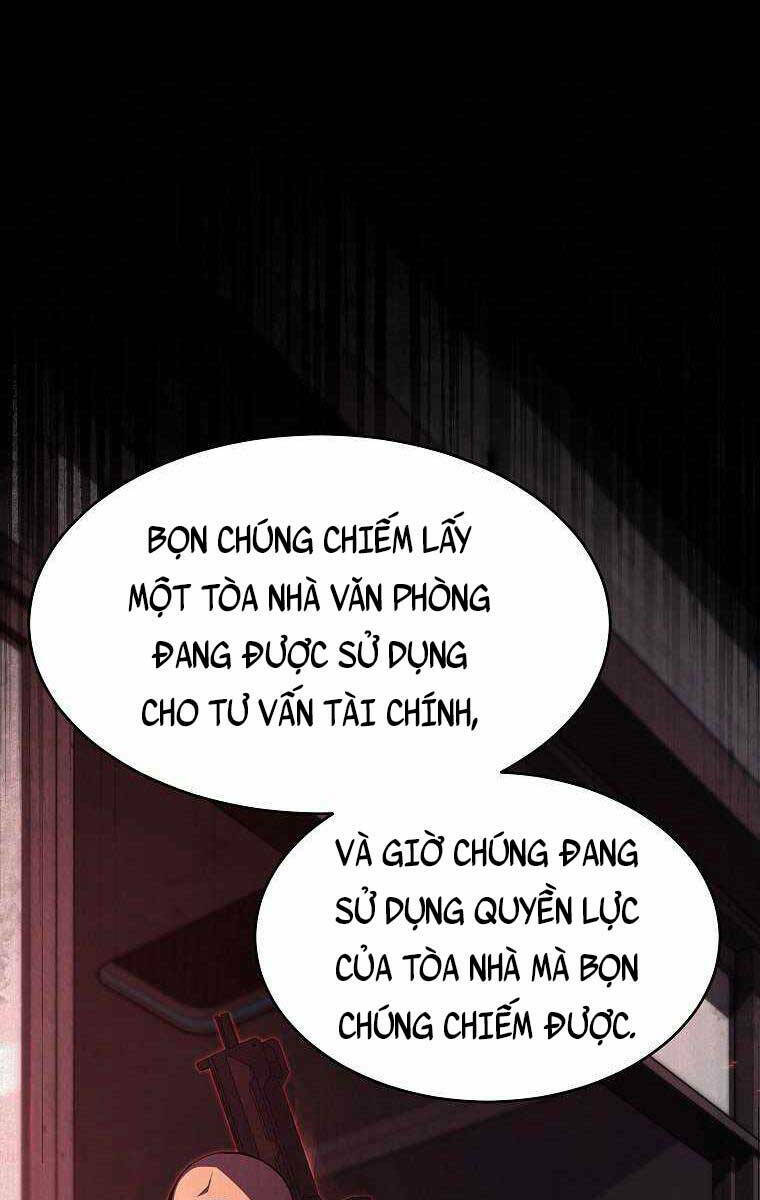 BỌN CHÚNG CHIẾM LẤY
MỘT TÒA NHÀ VĂN PHÒNG
ĐANG ĐƯỢC SỬ DỤNG
CHO TƯ VẤN TÀI CHÍNH,
VÀ GIỜ CHÚNG ĐANG
SỬ DỤNG QUYỀN LỰC
CỦA TÒA NHÀ MÀ BỌN
CHÚNG CHIẾM ĐƯỢC.